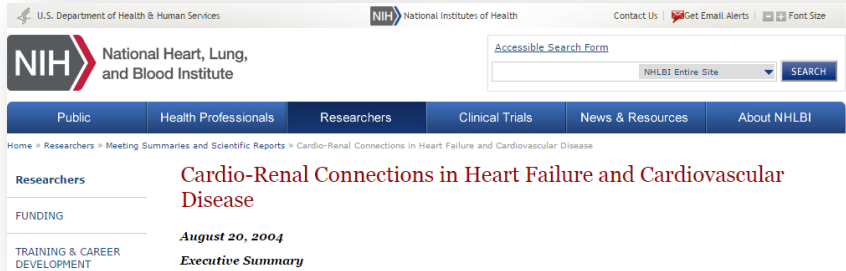 U.S. Department of Health & Human Services
NIH National Institutes of Health
Contact Us
Get Email Alerts
Font Size
NIH National Heart, Lung,
and Blood Institute
Accessible Search Form
NHLBI Entire Site
SEARCH
Public
Health Professionals
Researchers
Clinical Trials
News & Resources
About NHLBI
Home » Researchers » Meeting Summaries and Scientific Reports » Cardio-Renal Connections in Heart Failure and Cardiovascular Disease
Researchers
FUNDING
TRAINING & CAREER
DEVELOPMENT
Cardio-Renal Connections in Heart Failure and Cardiovascular
Disease
August 20, 2004
Executive Summary